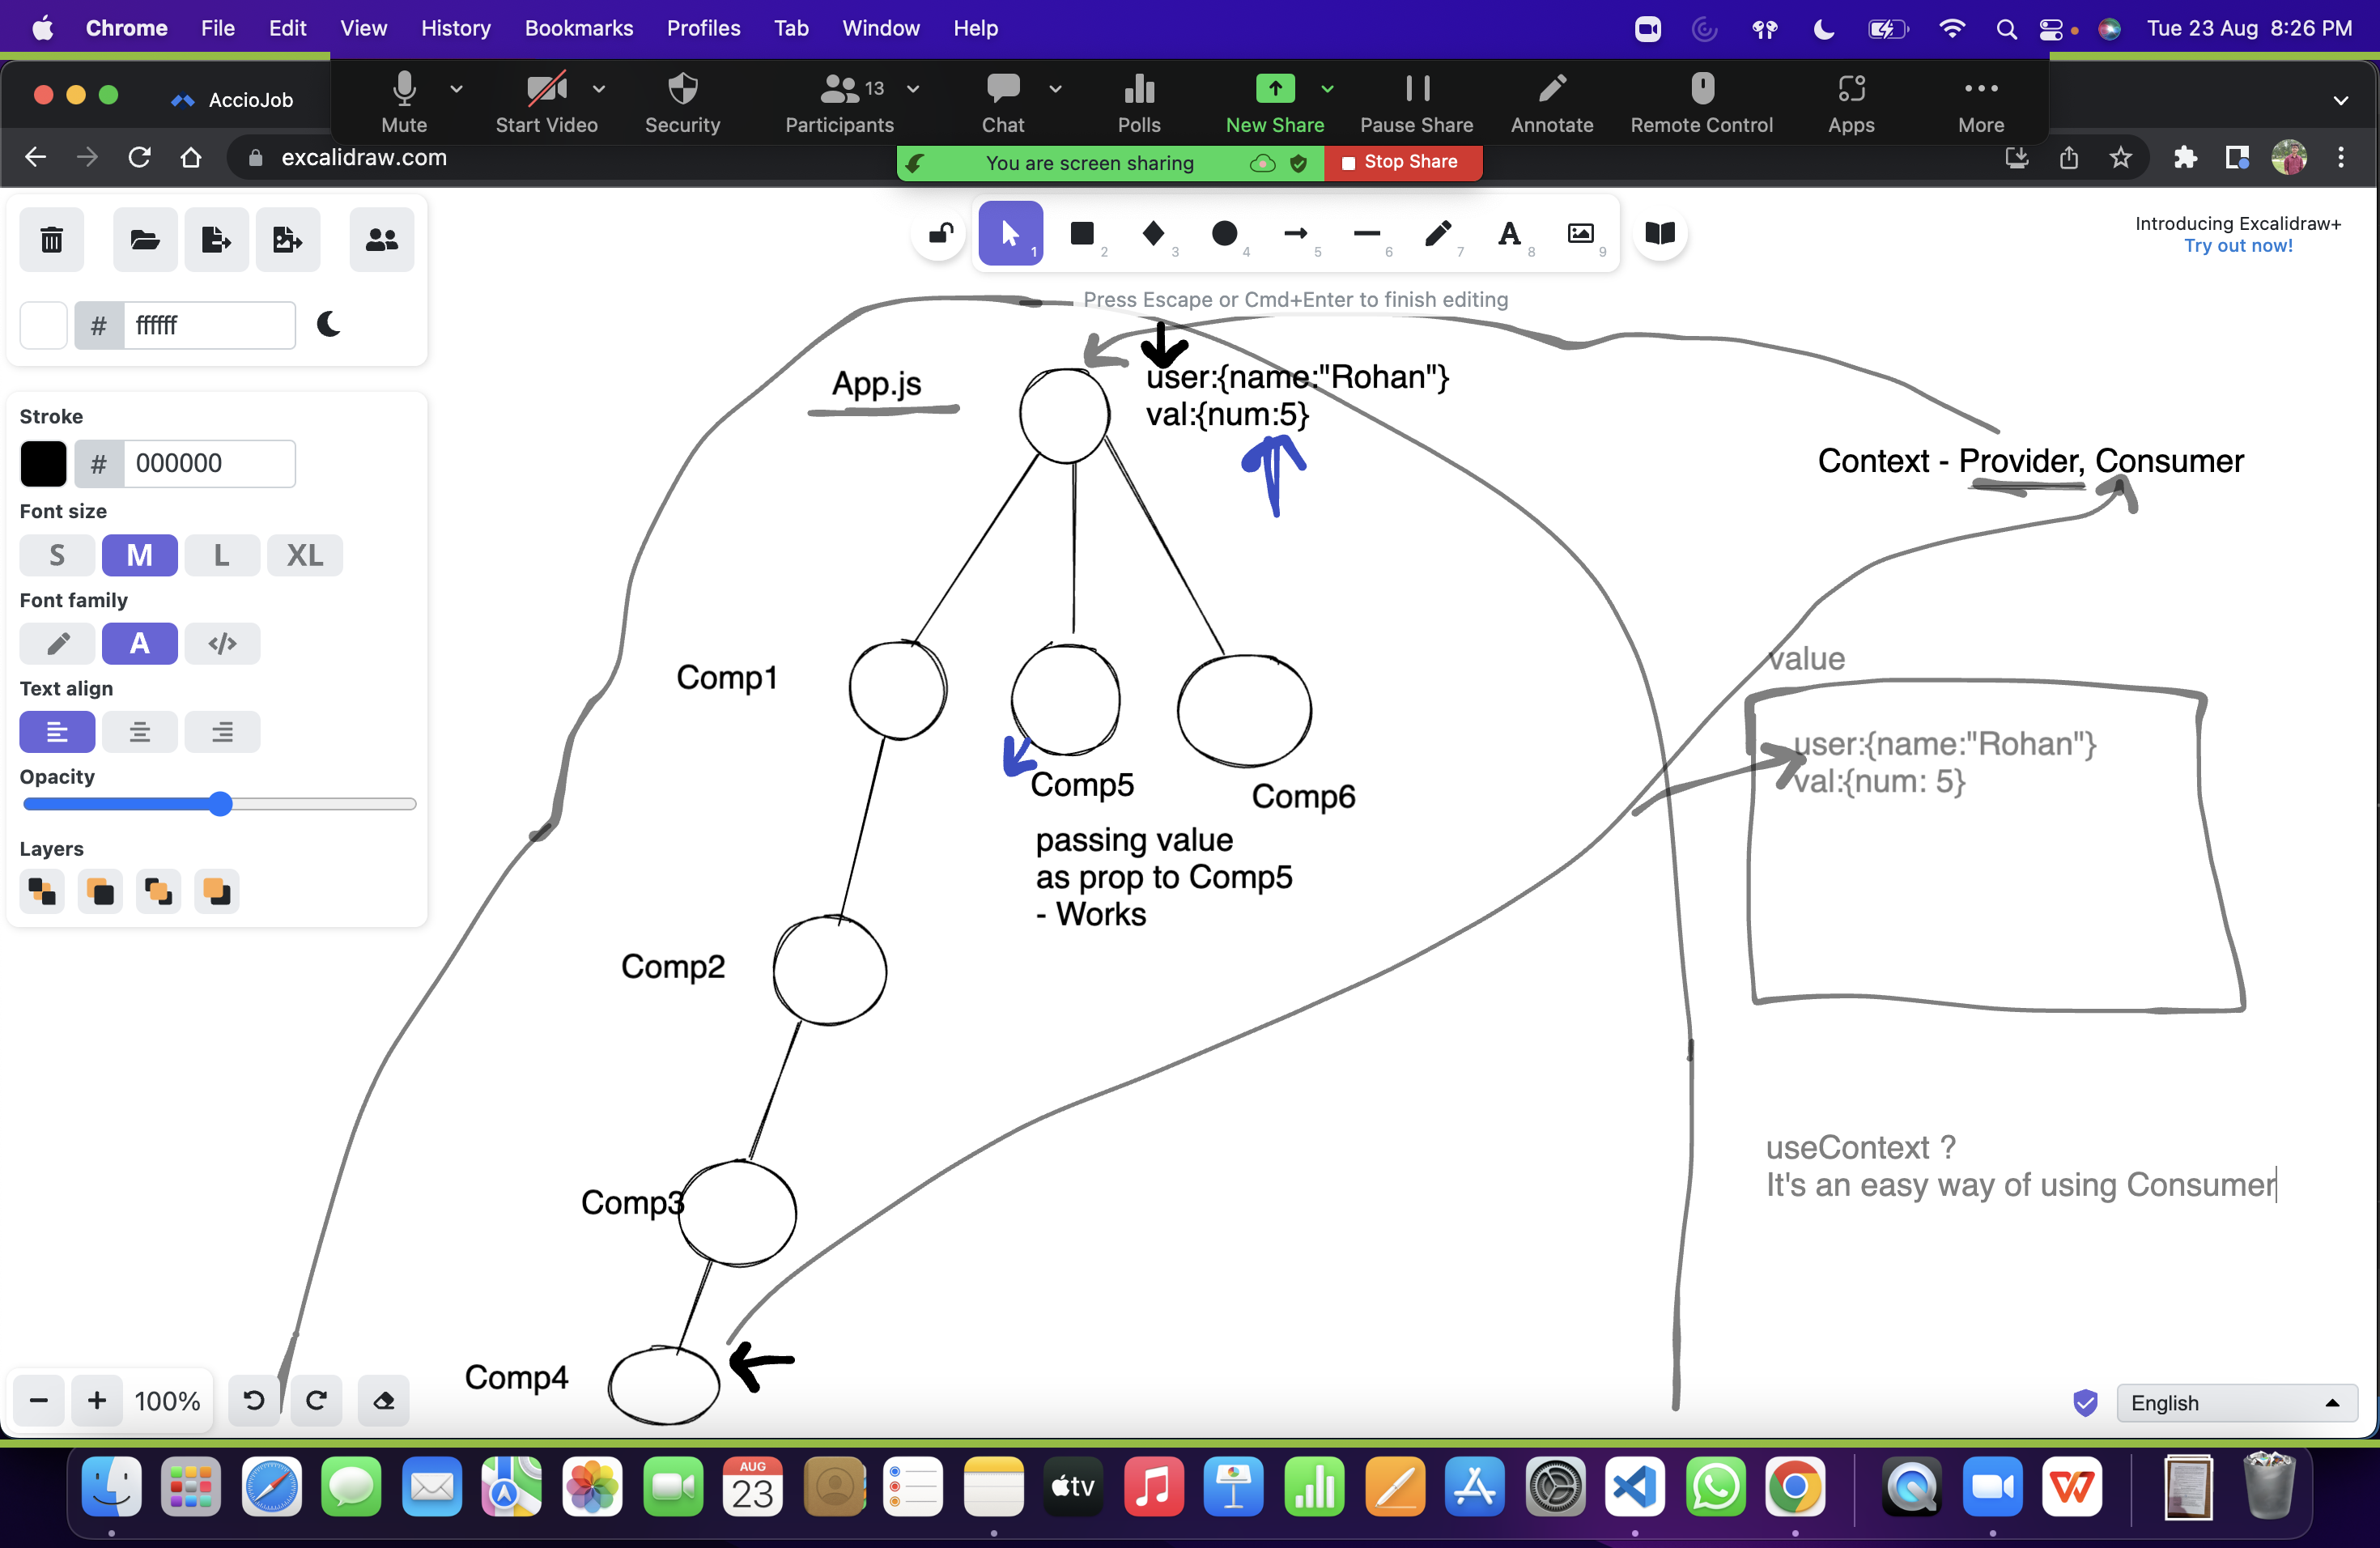 Chrome File Edit View History Bookmarks Profiles Tab Window Help Tue 23 Aug 8:26 PM
AccioJob
13
Mute Start Video Security Participants Chat Polls New Share Pause Share Annotate Remote Control Apps More
excalidraw.com
You are screen sharing Stop Share
1 2 3 4 5 6 7 8 9
A
Introducing Excalidraw+
Try out now!
Press Escape or Cmd+Enter to finish editing
# ffffff
Stroke
# 000000
Font size
S M L XL
Font family
A </>
Text align
Opacity
Layers
App.js
user:{name:"Rohan"}
val:{num:5}
Context - Provider, Consumer
Comp1
Comp5
Comp6
passing value
as prop to Comp5
- Works
value
user:{name:"Rohan"}
val:{num: 5}
Comp2
Comp3
Comp4
useContext ?
It's an easy way of using Consumer
− + 100%
English
AUG
23
tv